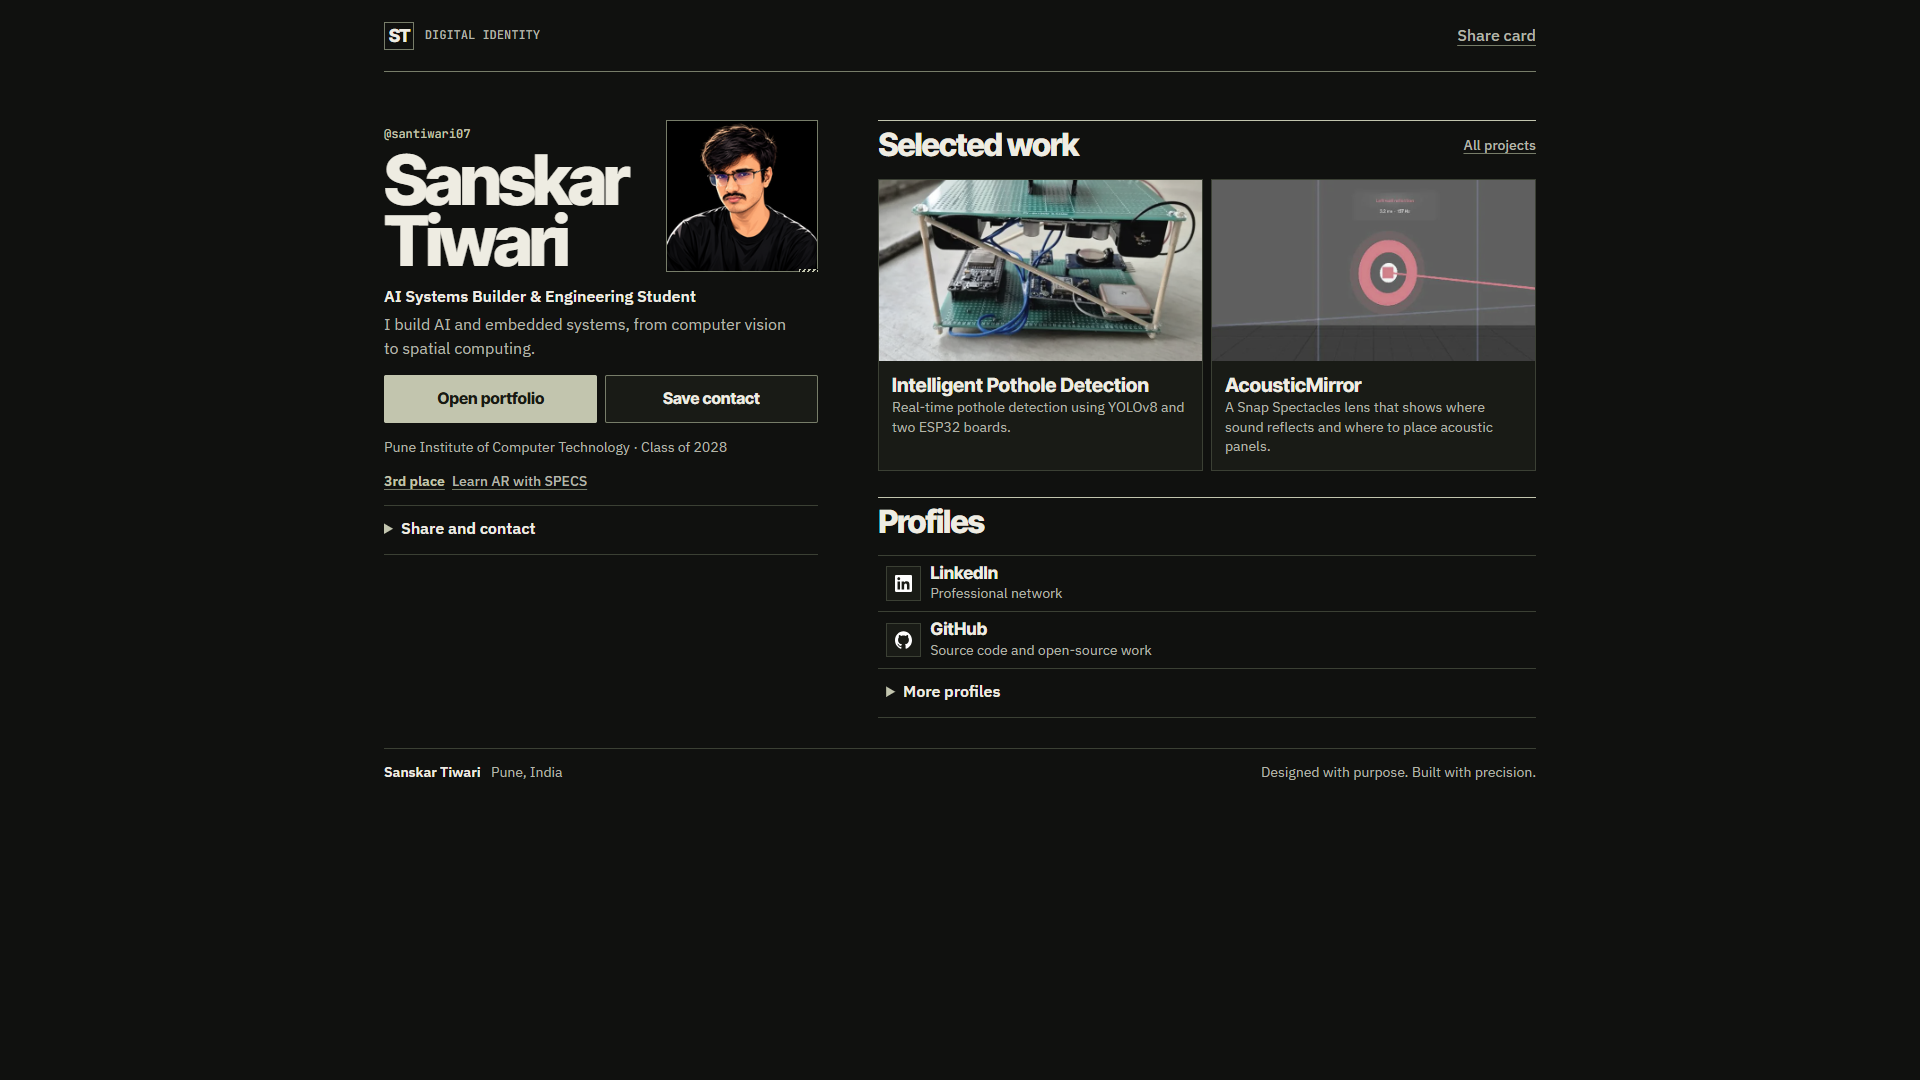 ST DIGITAL IDENTITY
Share card
@santiwari07
Sanskar
Tiwari
AI Systems Builder & Engineering Student
I build AI and embedded systems, from computer vision
to spatial computing.
Open portfolio
Save contact
Pune Institute of Computer Technology · Class of 2028
3rd place Learn AR with SPECS
Share and contact
Selected work
All projects
Intelligent Pothole Detection
Real-time pothole detection using YOLOv8 and
two ESP32 boards.
AcousticMirror
A Snap Spectacles lens that shows where
sound reflects and where to place acoustic
panels.
Profiles
LinkedIn
Professional network
GitHub
Source code and open-source work
More profiles
Sanskar Tiwari Pune, India
Designed with purpose. Built with precision.